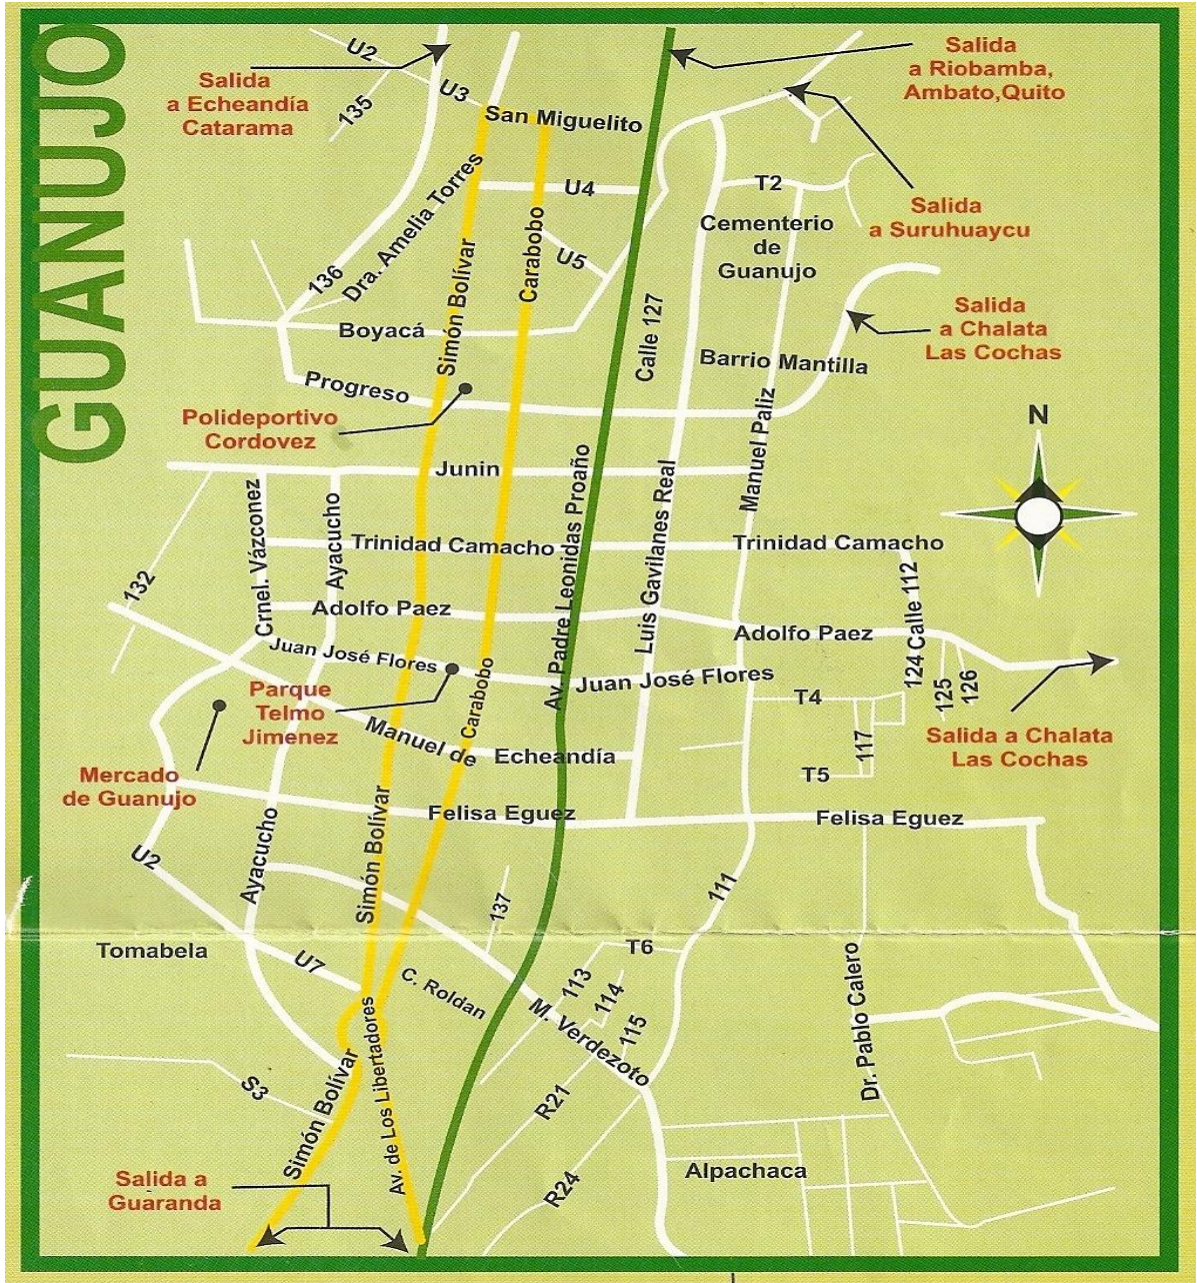 GUANUJO
Salida
a Echeandía
Catarama
Salida
a Riobamba,
Ambato,Quito
U2
135
U3
San Miguelito
Salida
a Suruhuaycu
Dra. Amelia Torres
136
U4
U5
T2
Cementerio
de
Guanujo
Simón Bolívar
Carabobo
Calle 127
Boyacá
Salida
a Chalata
Las Cochas
Barrio Mantilla
Progreso
Polideportivo
Cordovez
Manuel Paliz
N
Junin
Crnel. Vázconez
Ayacucho
Av. Padre Leonidas Proaño
Luis Gavilanes Real
Trinidad Camacho
Trinidad Camacho
132
Calle 112
Adolfo Paez
Adolfo Paez
Juan José Flores
Juan José Flores
124
125
126
Parque
Telmo
Jimenez
Carabobo
T4
117
Salida a Chalata
Las Cochas
Manuel de
Echeandía
T5
Mercado
de Guanujo
Felisa Eguez
Felisa Eguez
U2
Ayacucho
Simón Bolívar
137
111
Tomabela
U7
C. Roldan
T6
113
114
115
M. Verdezoto
Dr. Pablo Calero
S3
Simón Bolívar
Av. de Los Libertadores
R21
R24
Alpachaca
Salida a
Guaranda